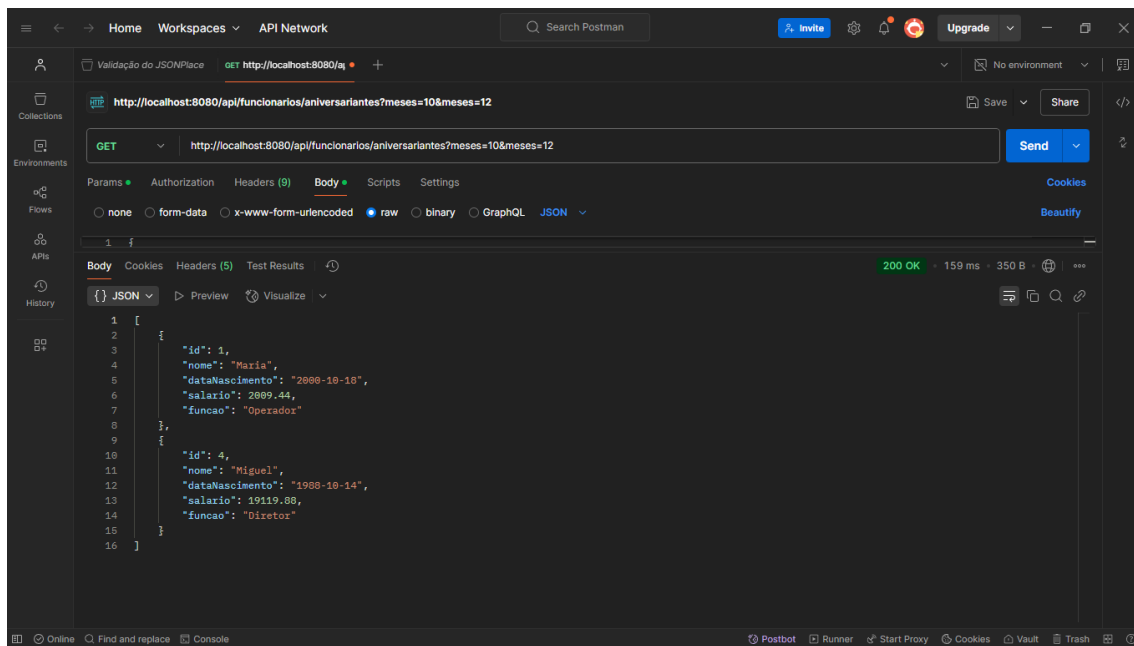 Home Workspaces API Network Search Postman Invite Upgrade
Validação do JSONPlace GET http://localhost:8080/a No environment
Collections
HTTP http://localhost:8080/api/funcionarios/aniversariantes?meses=10&meses=12 Save Share
Environments
GET http://localhost:8080/api/funcionarios/aniversariantes?meses=10&meses=12 Send
Params Authorization Headers (9) Body Scripts Settings Cookies
Flows
none form-data x-www-form-urlencoded raw binary GraphQL JSON Beautify
APIs
1 {
Body Cookies Headers (5) Test Results 200 OK 159 ms 350 B
History
{} JSON Preview Visualize
1 [
2 {
3 "id": 1,
4 "nome": "Maria",
5 "dataNascimento": "2000-10-18",
6 "salario": 2009.44,
7 "funcao": "Operador"
8 },
9 {
10 "id": 4,
11 "nome": "Miguel",
12 "dataNascimento": "1988-10-14",
13 "salario": 19119.88,
14 "funcao": "Diretor"
15 }
16 ]
Online Find and replace Console Postbot Runner Start Proxy Cookies Vault Trash